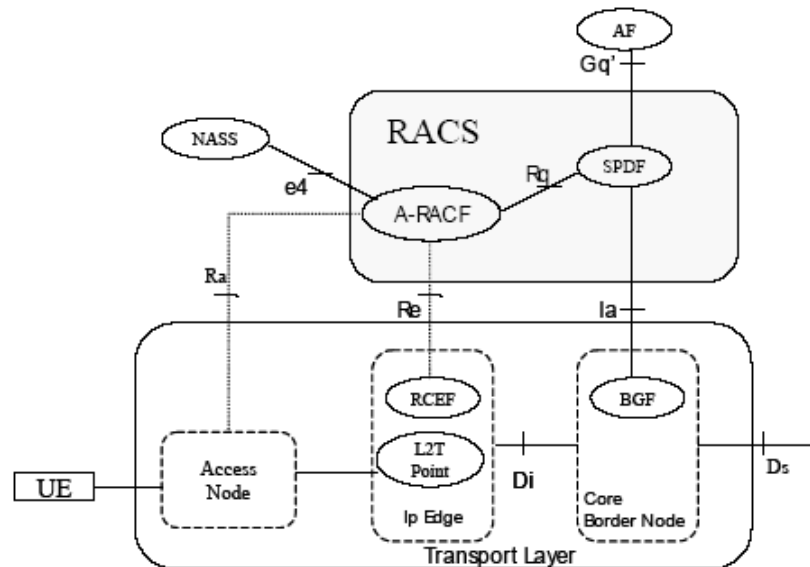 AF
Gq'
RACS
NASS
SPDF
Rq
e4
A-RACF
Ra
Re
Ia
RCEF
BGF
L2T
Point
Access
Node
UE
Di
Ds
Core
Border Node
Ip Edge
Transport Layer